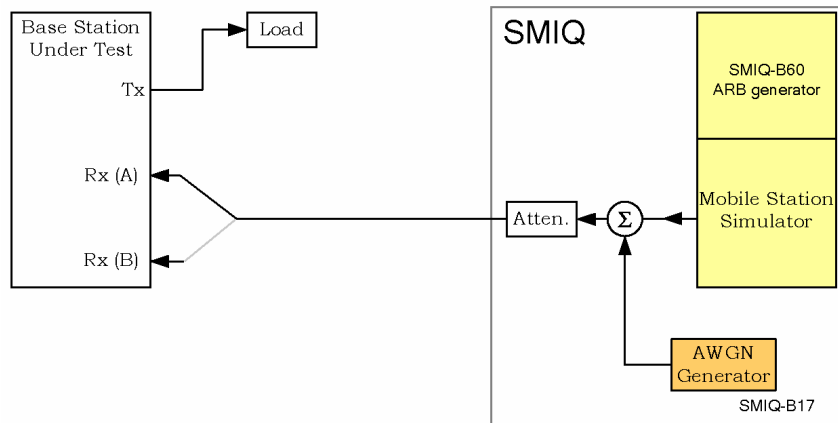 Base Station
Under Test
Tx
Rx (A)
Rx (B)
Load
SMIQ
SMIQ-B60
ARB generator
Mobile Station
Simulator
Atten.
Σ
AWGN
Generator
SMIQ-B17